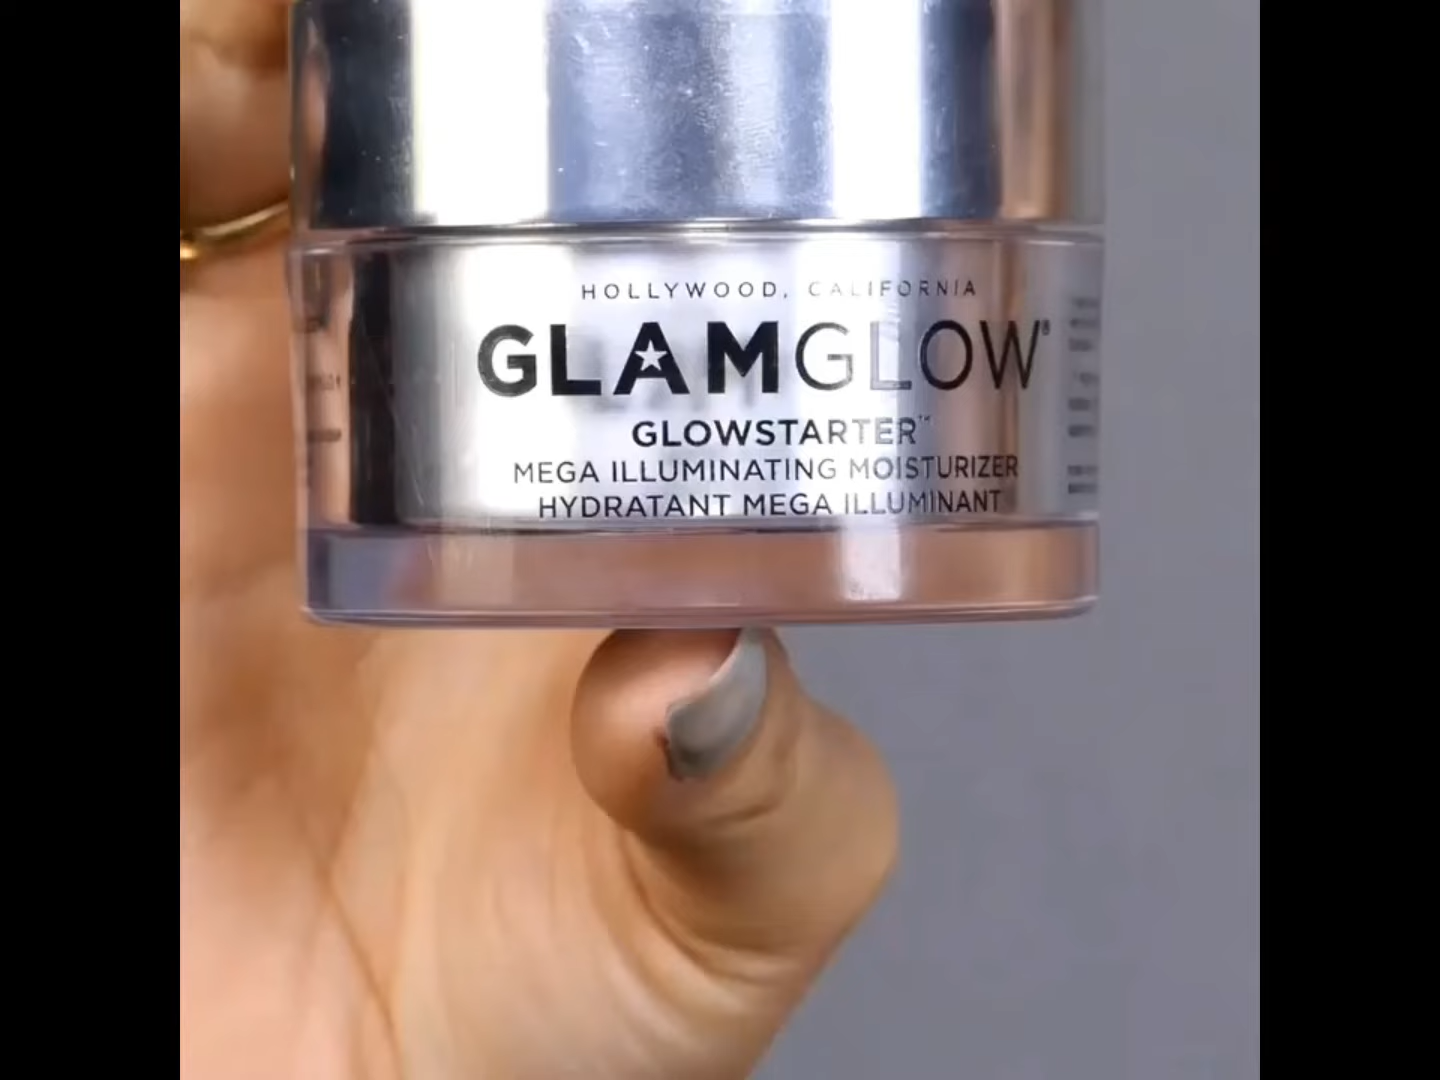 HOLLYWOOD, CALIFORNIA
GLAMGLOW®
GLOWSTARTER™
MEGA ILLUMINATING MOISTURIZER
HYDRATANT MEGA ILLUMINANT